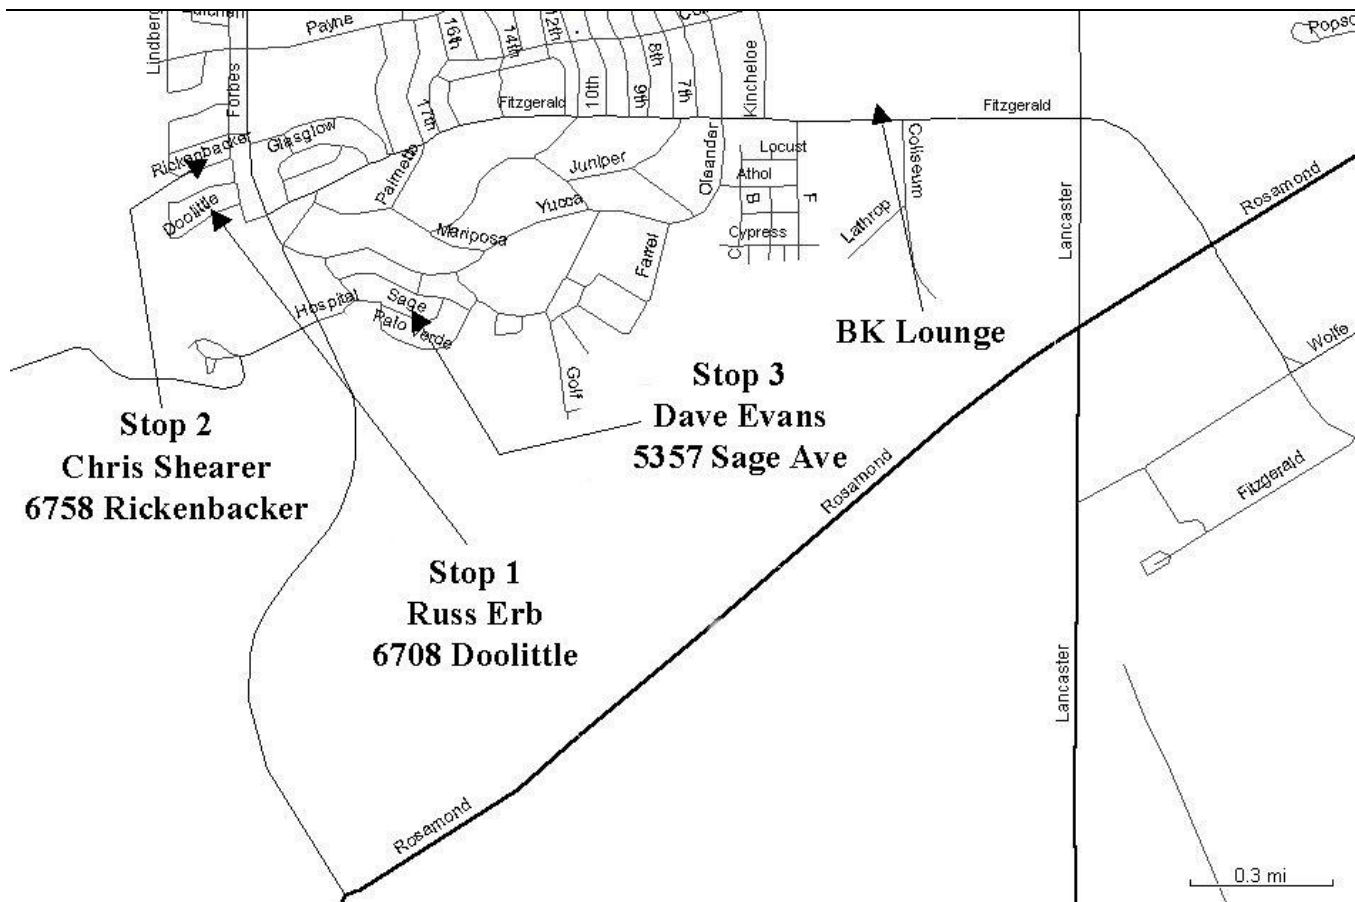 Payne
16th
14th
12th
8th
7th
9th
10th
17th
Kincheloe
Forbes
Fitzgerald
Fitzgerald
Rickenbacker
Glasglow
Doolittle
Palmetto
Juniper
Yucca
Mariposa
Oleander
Locust
Athol
B
F
Cypress
C
Lathrop
Coliseum
Lancaster
Rosamond
Farrel
Hospital
Sage
Palo Verde
Golf
Wolfe
BK Lounge
Stop 3
Dave Evans
5357 Sage Ave
Stop 2
Chris Shearer
6758 Rickenbacker
Rosamond
Fitzgerald
Stop 1
Russ Erb
6708 Doolittle
Lancaster
Rosamond
0.3 mi